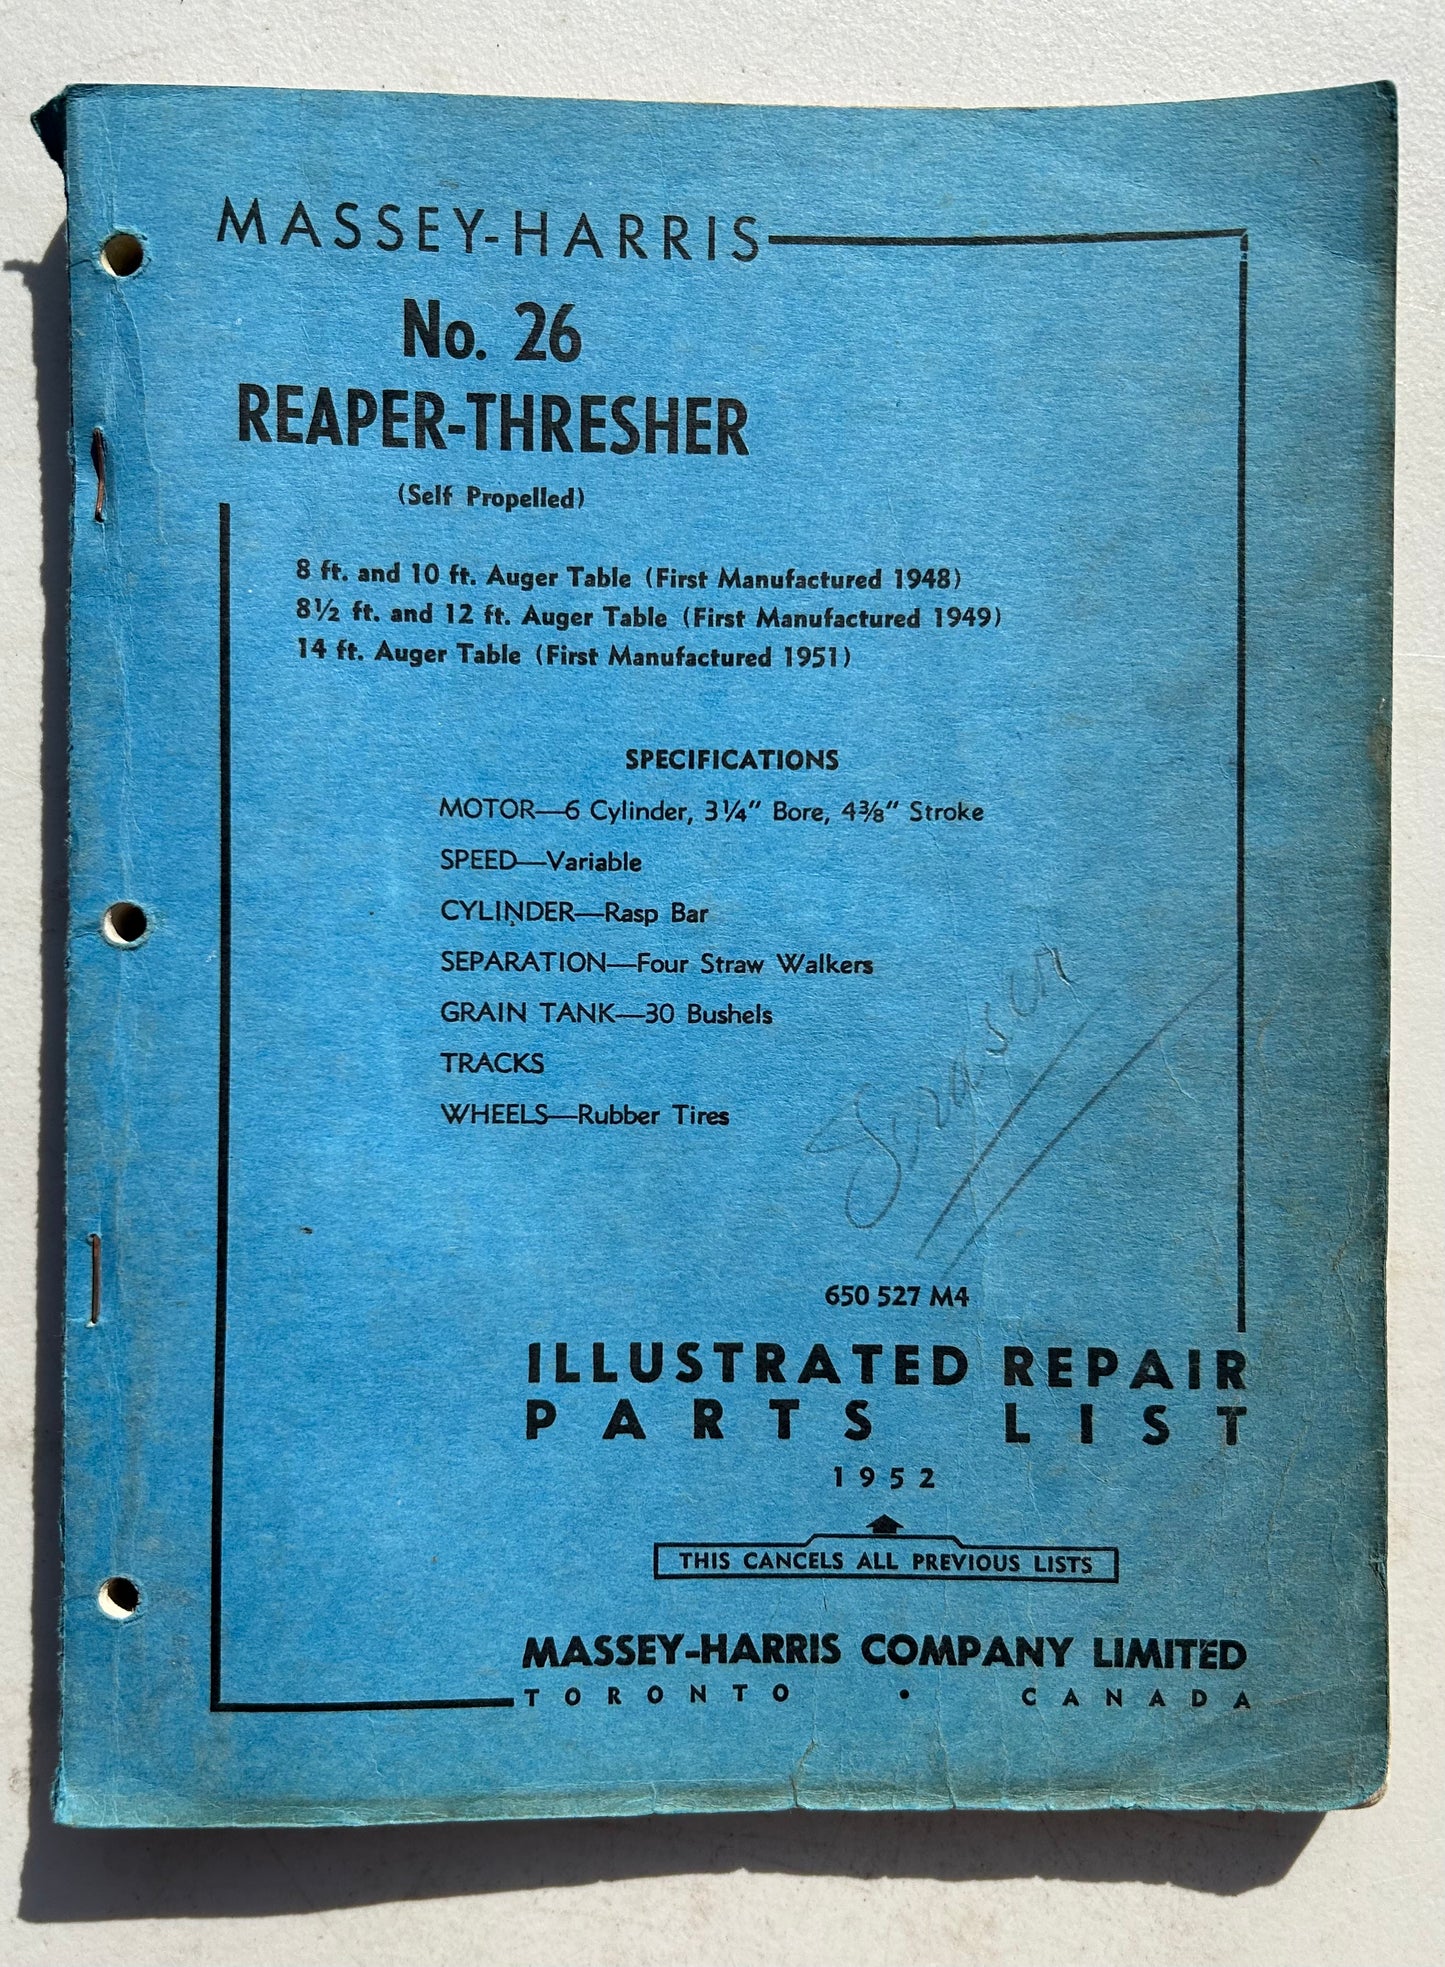 MASSEY-HARRIS
No. 26
REAPER-THRESHER
(Self Propelled)
8 ft. and 10 ft. Auger Table (First Manufactured 1948)
8½ ft. and 12 ft. Auger Table (First Manufactured 1949)
14 ft. Auger Table (First Manufactured 1951)
SPECIFICATIONS
MOTOR—6 Cylinder, 3¼" Bore, 4⅜" Stroke
SPEED—Variable
CYLINDER—Rasp Bar
SEPARATION—Four Straw Walkers
GRAIN TANK—30 Bushels
TRACKS
WHEELS—Rubber Tires
650 527 M4
ILLUSTRATED REPAIR
PARTS LIST
1952
THIS CANCELS ALL PREVIOUS LISTS
MASSEY-HARRIS COMPANY LIMITED
TORONTO • CANADA